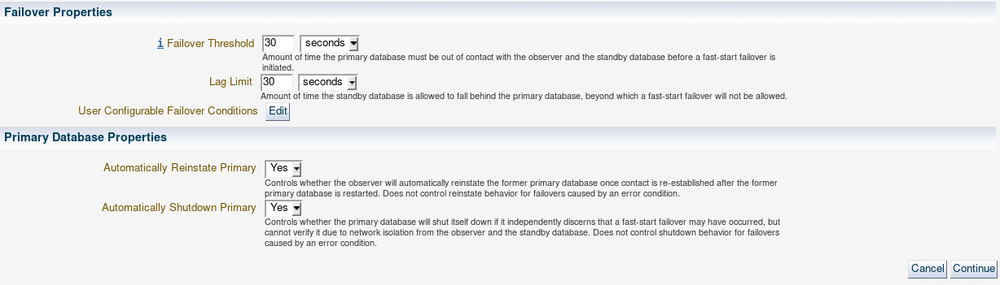 Failover Properties
i Failover Threshold 30 seconds
Amount of time the primary database must be out of contact with the observer and the standby database before a fast-start failover is
initiated.
Lag Limit 30 seconds
Amount of time the standby database is allowed to fall behind the primary database, beyond which a fast-start failover will not be allowed.
User Configurable Failover Conditions Edit
Primary Database Properties
Automatically Reinstate Primary Yes
Controls whether the observer will automatically reinstate the former primary database once contact is re-established after the former
primary database is restarted. Does not control reinstate behavior for failovers caused by an error condition.
Automatically Shutdown Primary Yes
Controls whether the primary database will shut itself down if it independently discerns that a fast-start failover may have occurred, but
cannot verify it due to network isolation from the observer and the standby database. Does not control shutdown behavior for failovers
caused by an error condition.
Cancel Continue